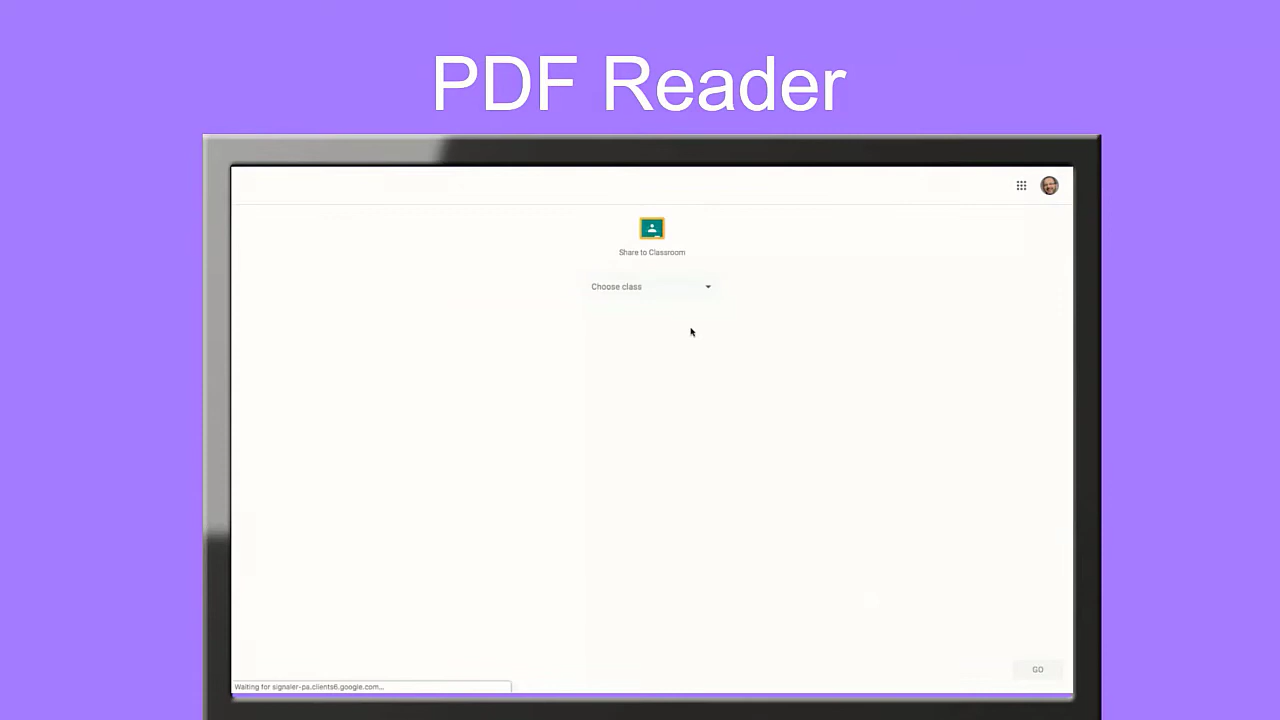 PDF Reader
Share to Classroom
Choose class
GO
Waiting for signaler-pa.clients6.google.com...